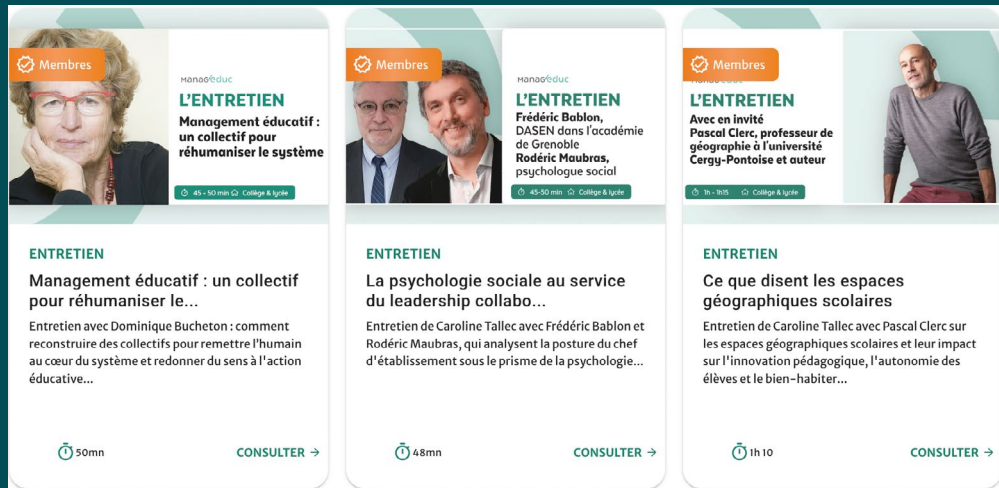 Membres
Manag'educ
L'ENTRETIEN
Management éducatif :
un collectif pour
réhumaniser le système
45 - 50 min Collège & lycée
ENTRETIEN
Management éducatif : un collectif
pour réhumaniser le...
Entretien avec Dominique Bucheton : comment
reconstruire des collectifs pour remettre l'humain
au cœur du système et redonner du sens à l'action
éducative...
50mn
CONSULTER →
Membres
Manag'educ
L'ENTRETIEN
Frédéric Bablon,
DASEN dans l'académie
de Grenoble
Rodéric Maubras,
psychologue social
45-50 min Collège & lycée
ENTRETIEN
La psychologie sociale au service
du leadership collabo...
Entretien de Caroline Tallec avec Frédéric Bablon et
Rodéric Maubras, qui analysent la posture du chef
d'établissement sous le prisme de la psychologie...
48mn
CONSULTER →
Membres
L'ENTRETIEN
Avec en invité
Pascal Clerc, professeur de
géographie à l'université
Cergy-Pontoise et auteur
1h - 1h15 Collège & lycée
ENTRETIEN
Ce que disent les espaces
géographiques scolaires
Entretien de Caroline Tallec avec Pascal Clerc sur
les espaces géographiques scolaires et leur impact
sur l'innovation pédagogique, l'autonomie des
élèves et le bien-habiter...
1h 10
CONSULTER →